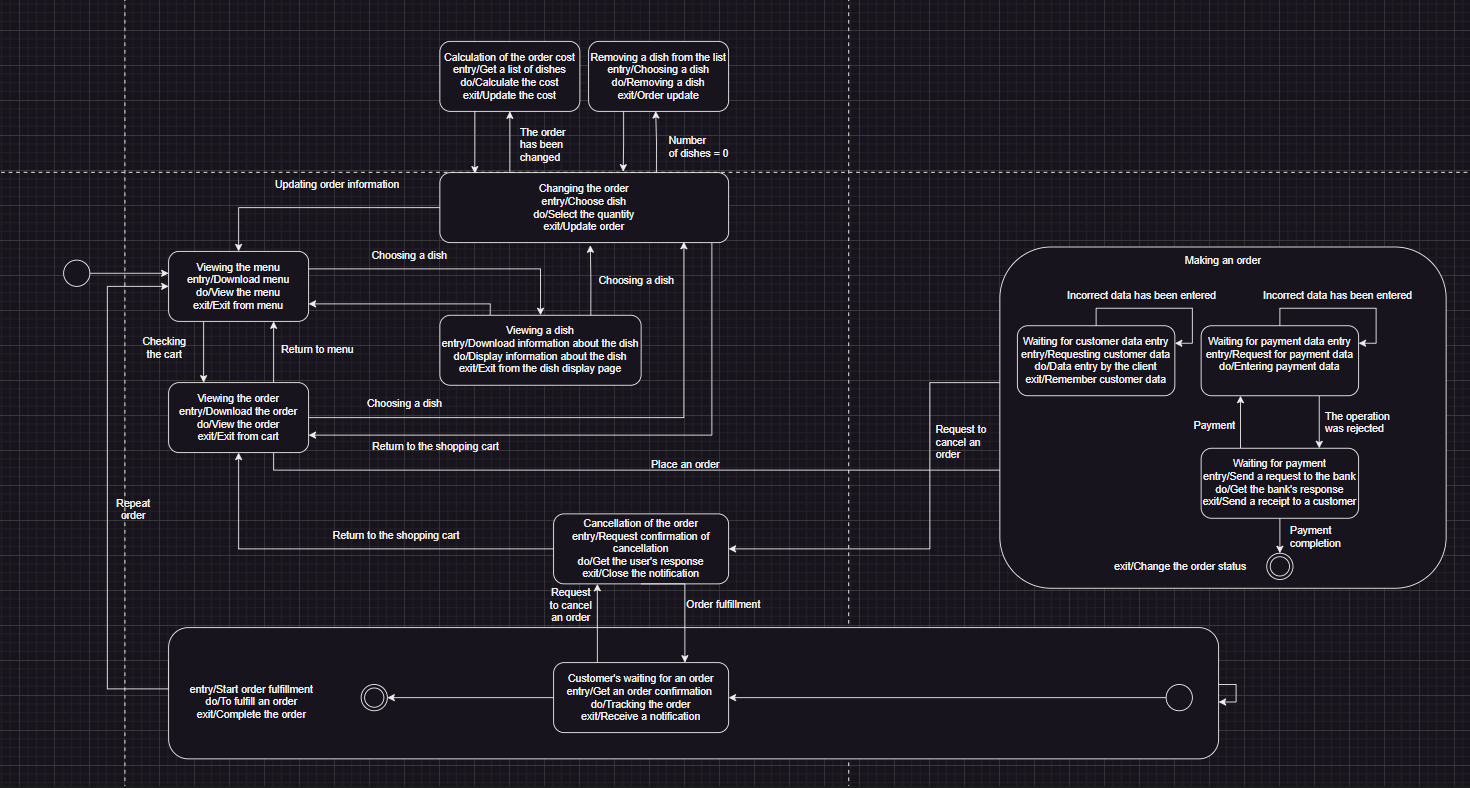 Calculation of the order cost
entry/Get a list of dishes
do/Calculate the cost
exit/Update the cost
Removing a dish from the list
entry/Choosing a dish
do/Removing a dish
exit/Order update
The order
has been
changed
Number
of dishes = 0
Updating order information
Changing the order
entry/Choose dish
do/Select the quantity
exit/Update order
Viewing the menu
entry/Download menu
do/View the menu
exit/Exit from menu
Choosing a dish
Choosing a dish
Viewing a dish
entry/Download information about the dish
do/Display information about the dish
exit/Exit from the dish display page
Checking
the cart
Return to menu
Viewing the order
entry/Download the order
do/View the order
exit/Exit from cart
Choosing a dish
Return to the shopping cart
Place an order
Request to
cancel an
order
Making an order
Incorrect data has been entered
Incorrect data has been entered
Waiting for customer data entry
entry/Requesting customer data
do/Data entry by the client
exit/Remember customer data
Waiting for payment data entry
entry/Request for payment data
do/Entering payment data
Payment
The operation
was rejected
Waiting for payment
entry/Send a request to the bank
do/Get the bank's response
exit/Send a receipt to a customer
Payment
completion
exit/Change the order status
Repeat
order
Return to the shopping cart
Cancellation of the order
entry/Request confirmation of
cancellation
do/Get the user's response
exit/Close the notification
Request
to cancel
an order
Order fulfillment
entry/Start order fulfillment
do/To fulfill an order
exit/Complete the order
Customer's waiting for an order
entry/Get an order confirmation
do/Tracking the order
exit/Receive a notification